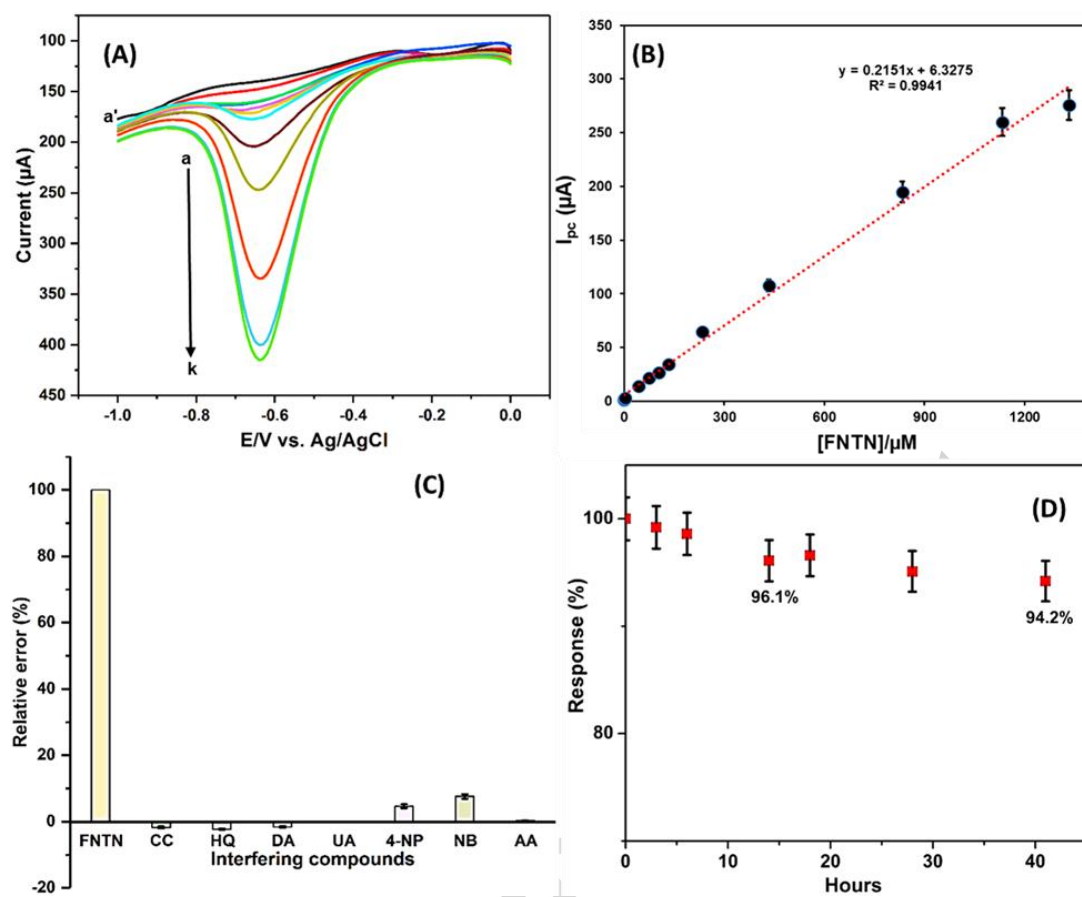 (A)
100
150
200
250
300
350
400
450
Current (µA)
a'
a
k
-1.0
-0.8
-0.6
-0.4
-0.2
0.0
E/V vs. Ag/AgCl
(B)
350
300
250
200
150
100
50
0
I_pc (µA)
y = 0.2151x + 6.3275
R² = 0.9941
0
300
600
900
1200
[FNTN]/µM
(C)
100
80
60
40
20
0
-20
Relative error (%)
FNTN
CC
HQ
DA
UA
4-NP
NB
AA
Interfering compounds
(D)
100
80
Response (%)
96.1%
94.2%
0
10
20
30
40
Hours